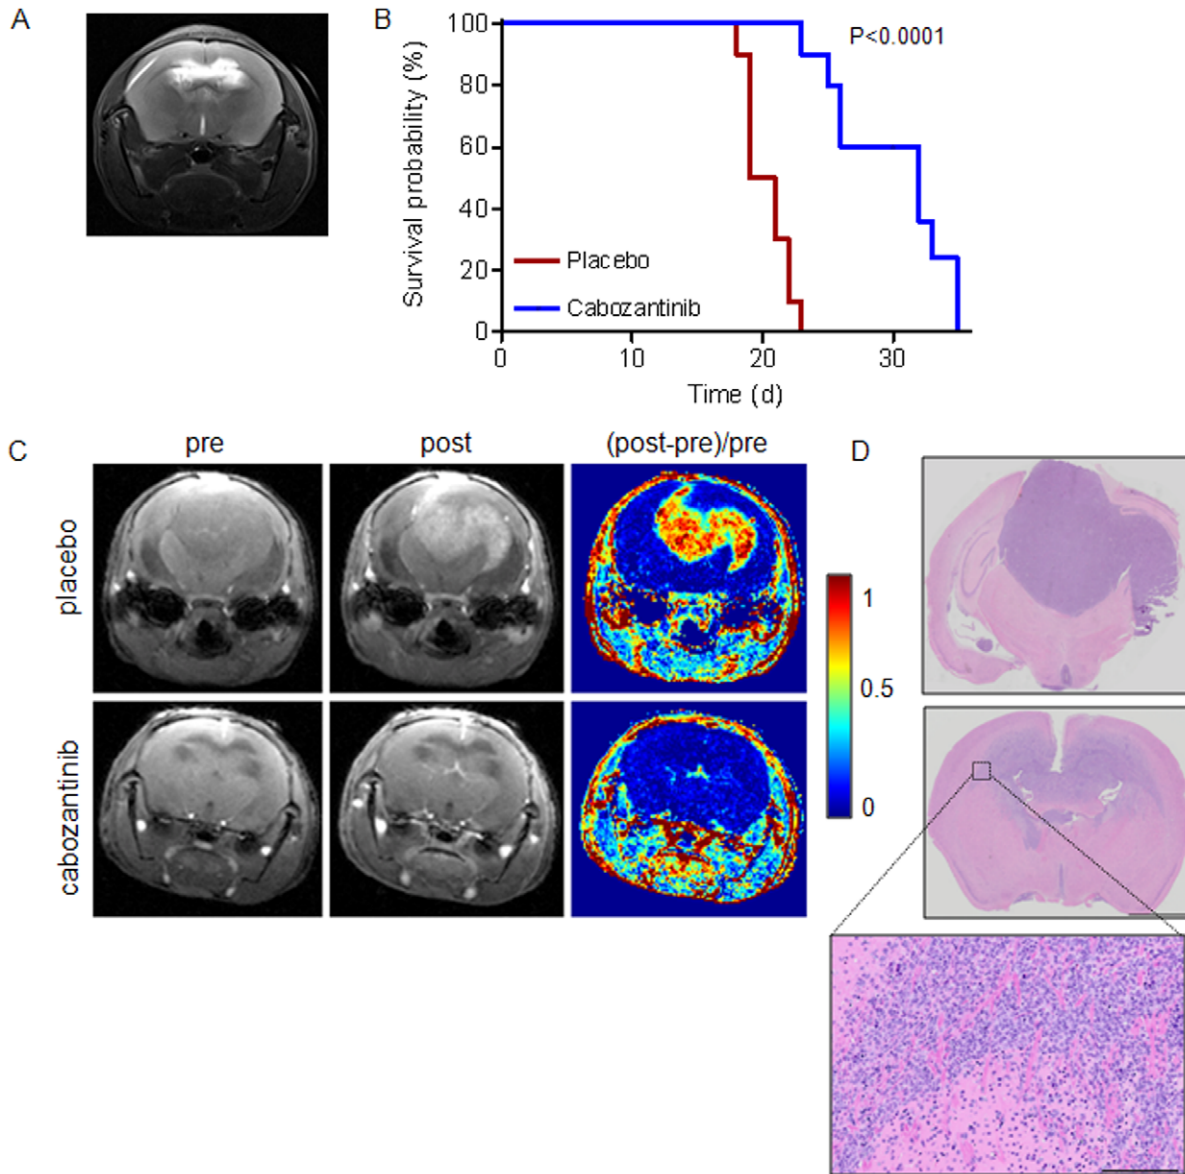 A
B
P<0.0001
Survival probability (%)
100
80
60
40
20
0
Placebo
Cabozantinib
0 10 20 30
Time (d)
C
pre post (post-pre)/pre
D
placebo
cabozantinib
1
0.5
0